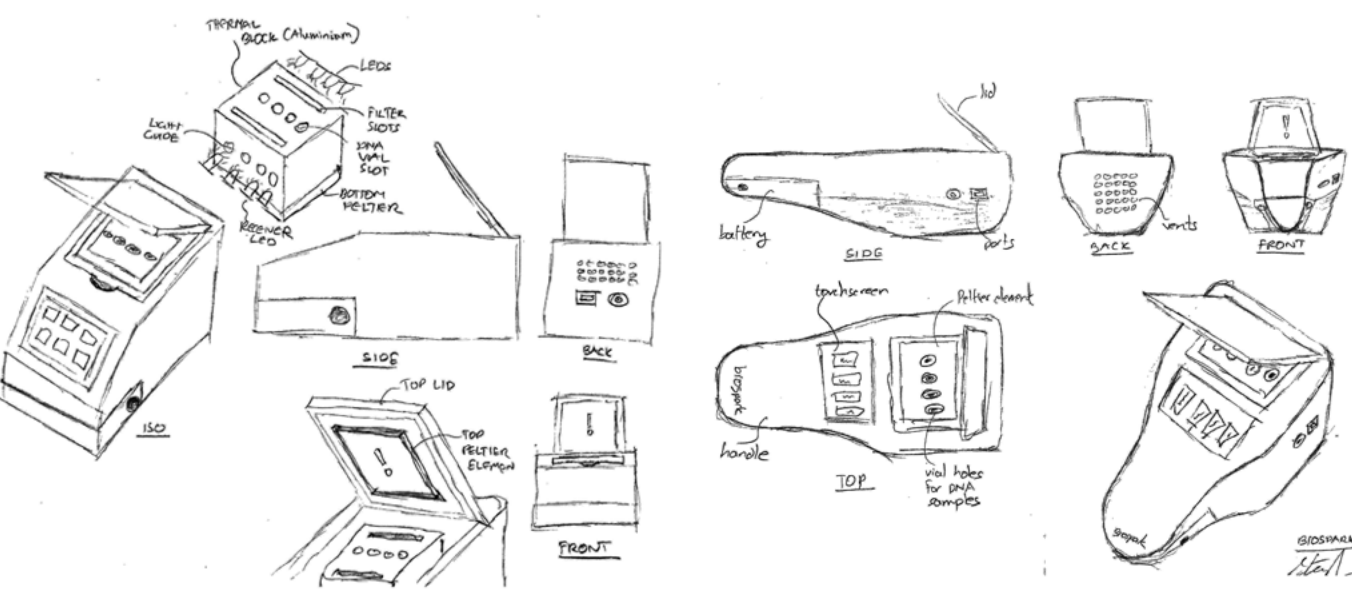 THERMAL
BLOCK (Aluminium)
LEDS
FILTER
SLOTS
DNA
VIAL
SLOT
LIGHT
GUIDE
BOTTOM
PELTIER
RECEIVER
LED
ISO
SIDE
BACK
TOP LID
TOP
PELTIER
ELEMEN
!
!
FRONT
lid
battery
ports
SIDE
vents
BACK
!
FRONT
touchscreen
Peltier element
biospark
handle
vial holes
for DNA
samples
TOP
BIOSPARK